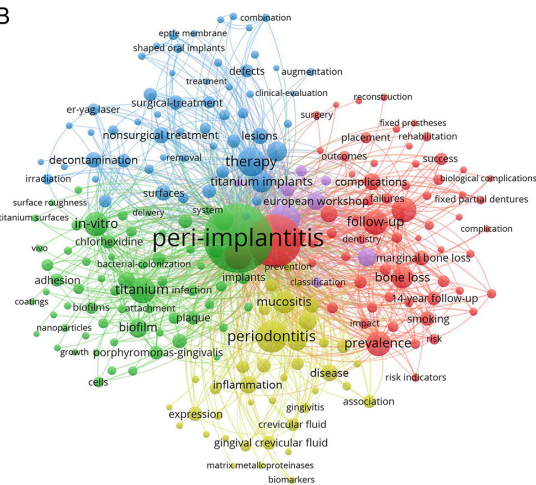 B
combination
eptfe membrane
shaped oral implants
defects
augmentation
treatment
clinical-evaluation
reconstruction
surgical-treatment
er-yag laser
surgery
fixed prostheses
nonsurgical treatment
lesions
placement
rehabilitation
decontamination
removal
therapy
outcomes
success
irradiation
titanium implants
complications
biological complications
surfaces
european workshop
failures
fixed partial dentures
surface roughness
delivery
system
titanium surfaces
in-vitro
follow-up
complication
chlorhexidine
peri-implantitis
dentistry
vivo
bacterial-colonization
prevention
marginal bone loss
adhesion
implants
classification
bone loss
titanium
infection
coatings
biofilms
attachment
mucositis
14-year follow-up
nanoparticles
biofilm
plaque
impact
smoking
periodontitis
prevalence
risk
growth
porphyromonas-gingivalis
cells
disease
risk indicators
inflammation
association
expression
gingivitis
crevicular fluid
gingival crevicular fluid
matrix metalloproteinases
biomarkers